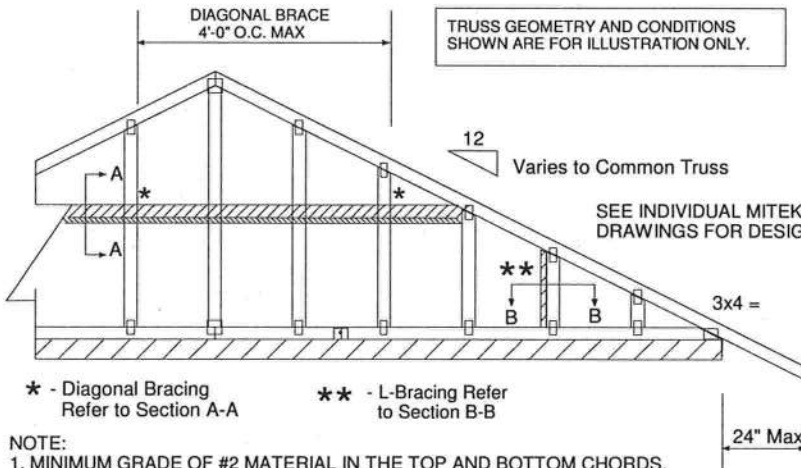 DIAGONAL BRACE
4'-0" O.C. MAX
TRUSS GEOMETRY AND CONDITIONS
SHOWN ARE FOR ILLUSTRATION ONLY.
12
Varies to Common Truss
A
*
*
SEE INDIVIDUAL MITEK
DRAWINGS FOR DESIG
A
**
B
B
3x4 =
* - Diagonal Bracing
Refer to Section A-A
** - L-Bracing Refer
to Section B-B
24" Max
NOTE:
1. MINIMUM GRADE OF #2 MATERIAL IN THE TOP AND BOTTOM CHORDS.